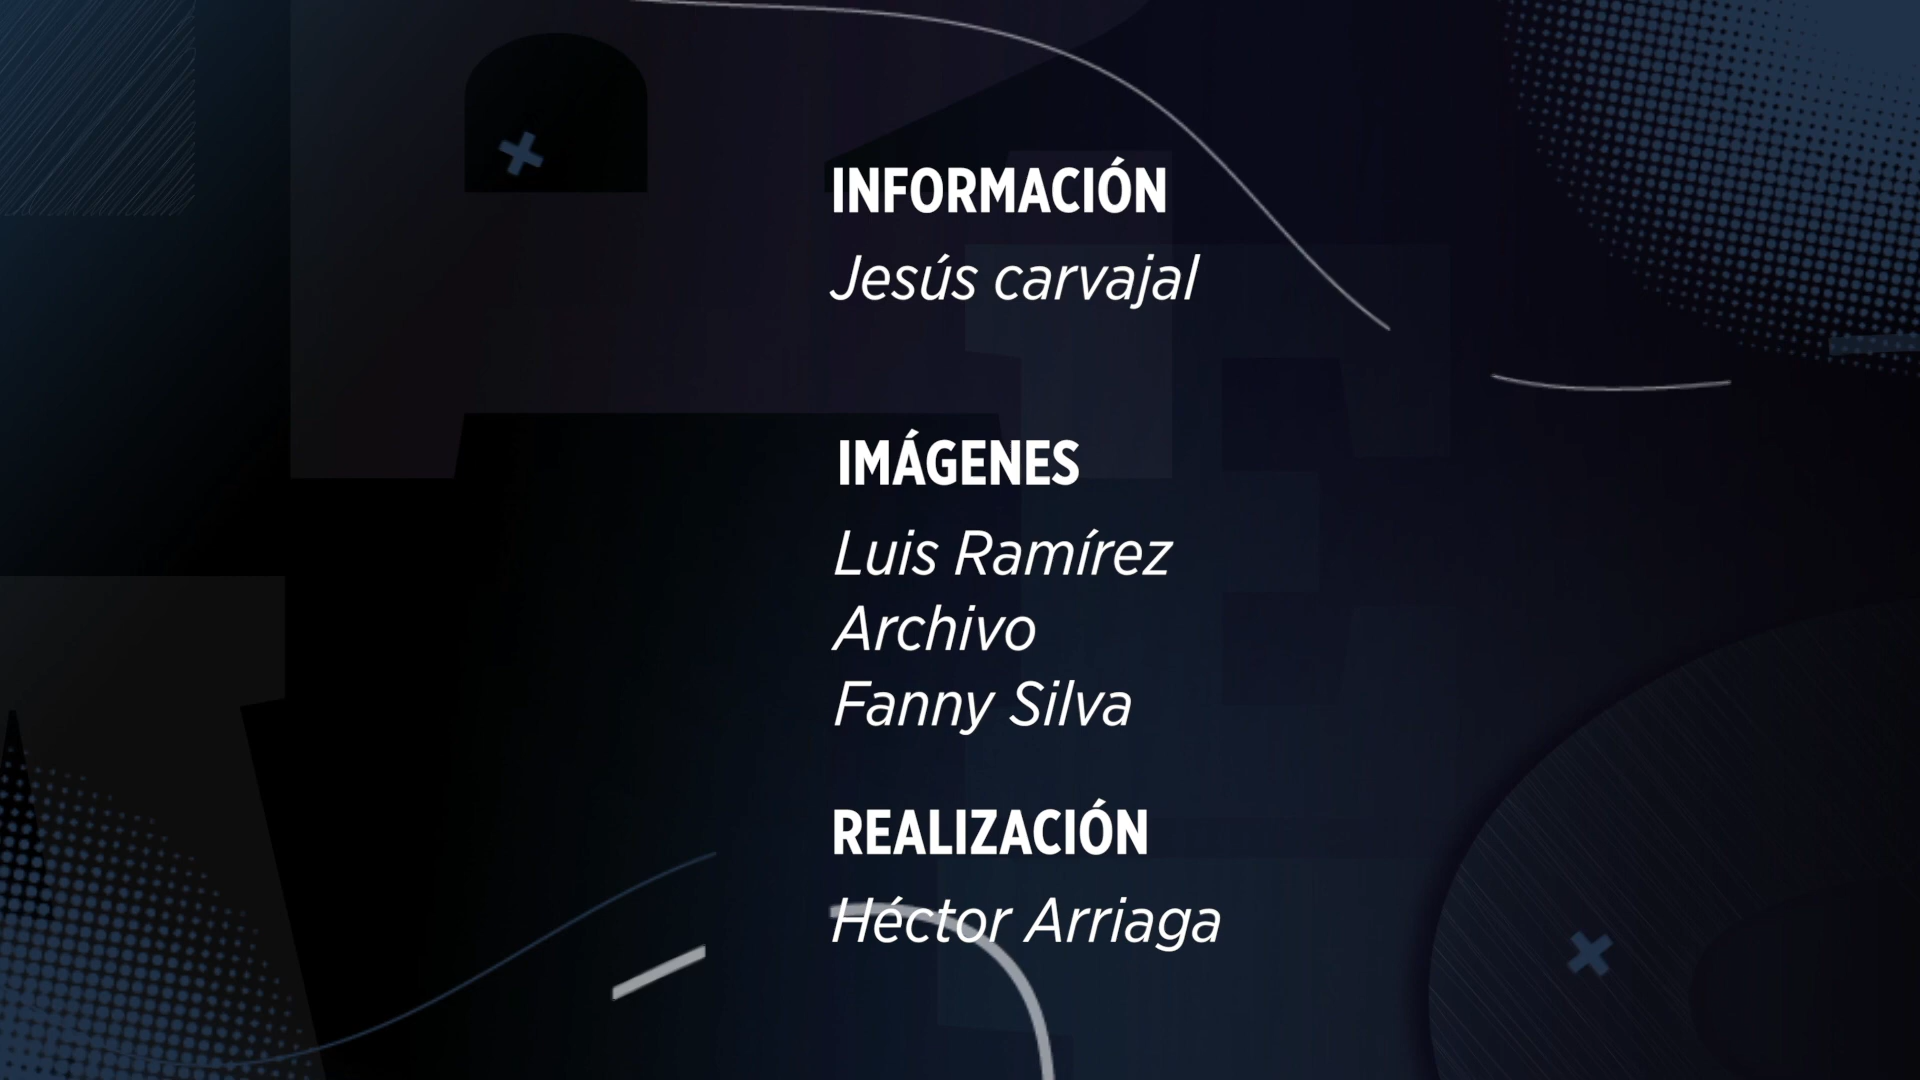 INFORMACIÓN
Jesús carvajal
IMÁGENES
Luis Ramírez
Archivo
Fanny Silva
REALIZACIÓN
Héctor Arriaga